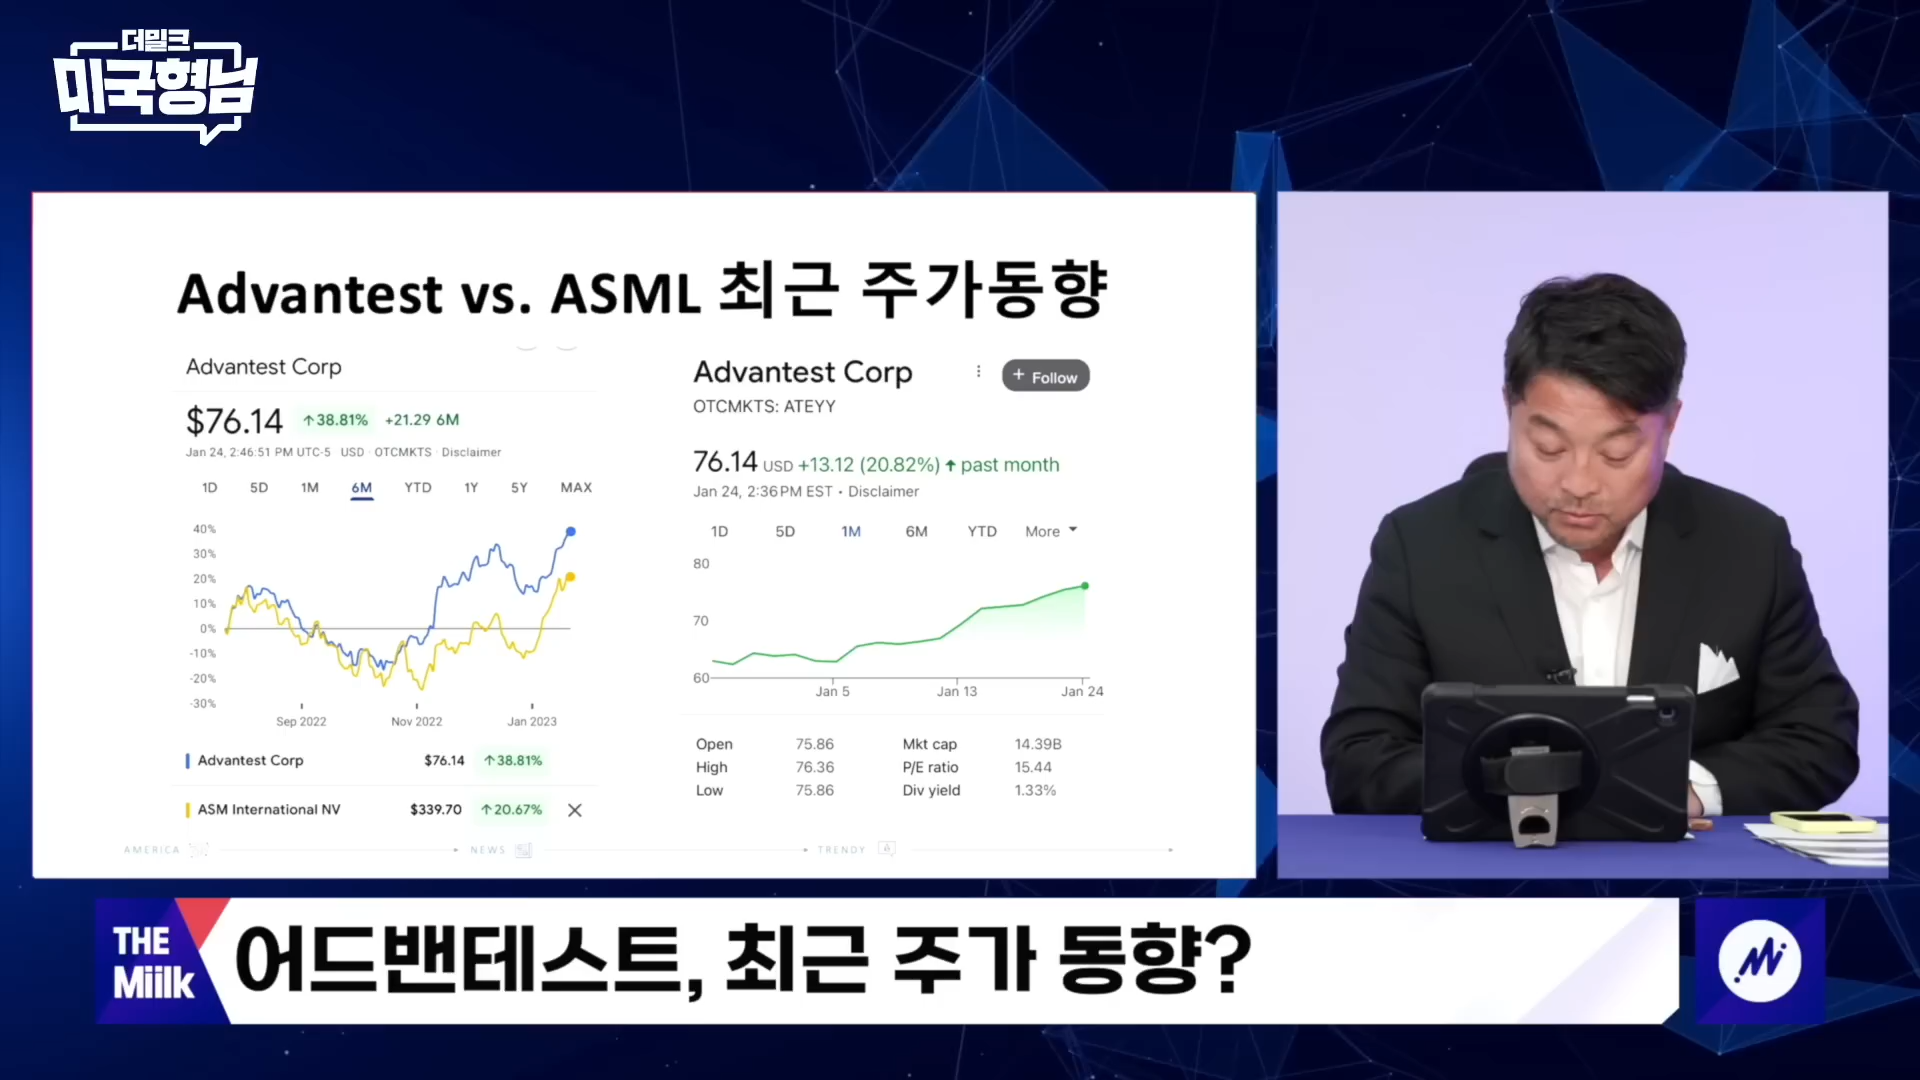 더밀크
미국형님
Advantest vs. ASML 최근 주가동향
Advantest Corp
$76.14 ↑38.81% +21.29 6M
Jan 24, 2:46:51 PM UTC-5 USD · OTCMKTS · Disclaimer
1D 5D 1M 6M YTD 1Y 5Y MAX
40%
30%
20%
10%
0%
-10%
-20%
-30%
Sep 2022 Nov 2022 Jan 2023
Advantest Corp $76.14 ↑38.81%
ASM International NV $339.70 ↑20.67%
Advantest Corp
+ Follow
OTCMKTS: ATEYY
76.14 USD +13.12 (20.82%) ↑ past month
Jan 24, 2:36 PM EST • Disclaimer
1D 5D 1M 6M YTD More
80
70
60
Jan 5 Jan 13 Jan 24
Open 75.86 Mkt cap 14.39B
High 76.36 P/E ratio 15.44
Low 75.86 Div yield 1.33%
AMERICA NEWS TRENDY
THE
Miilk
어드밴테스트, 최근 주가 동향?